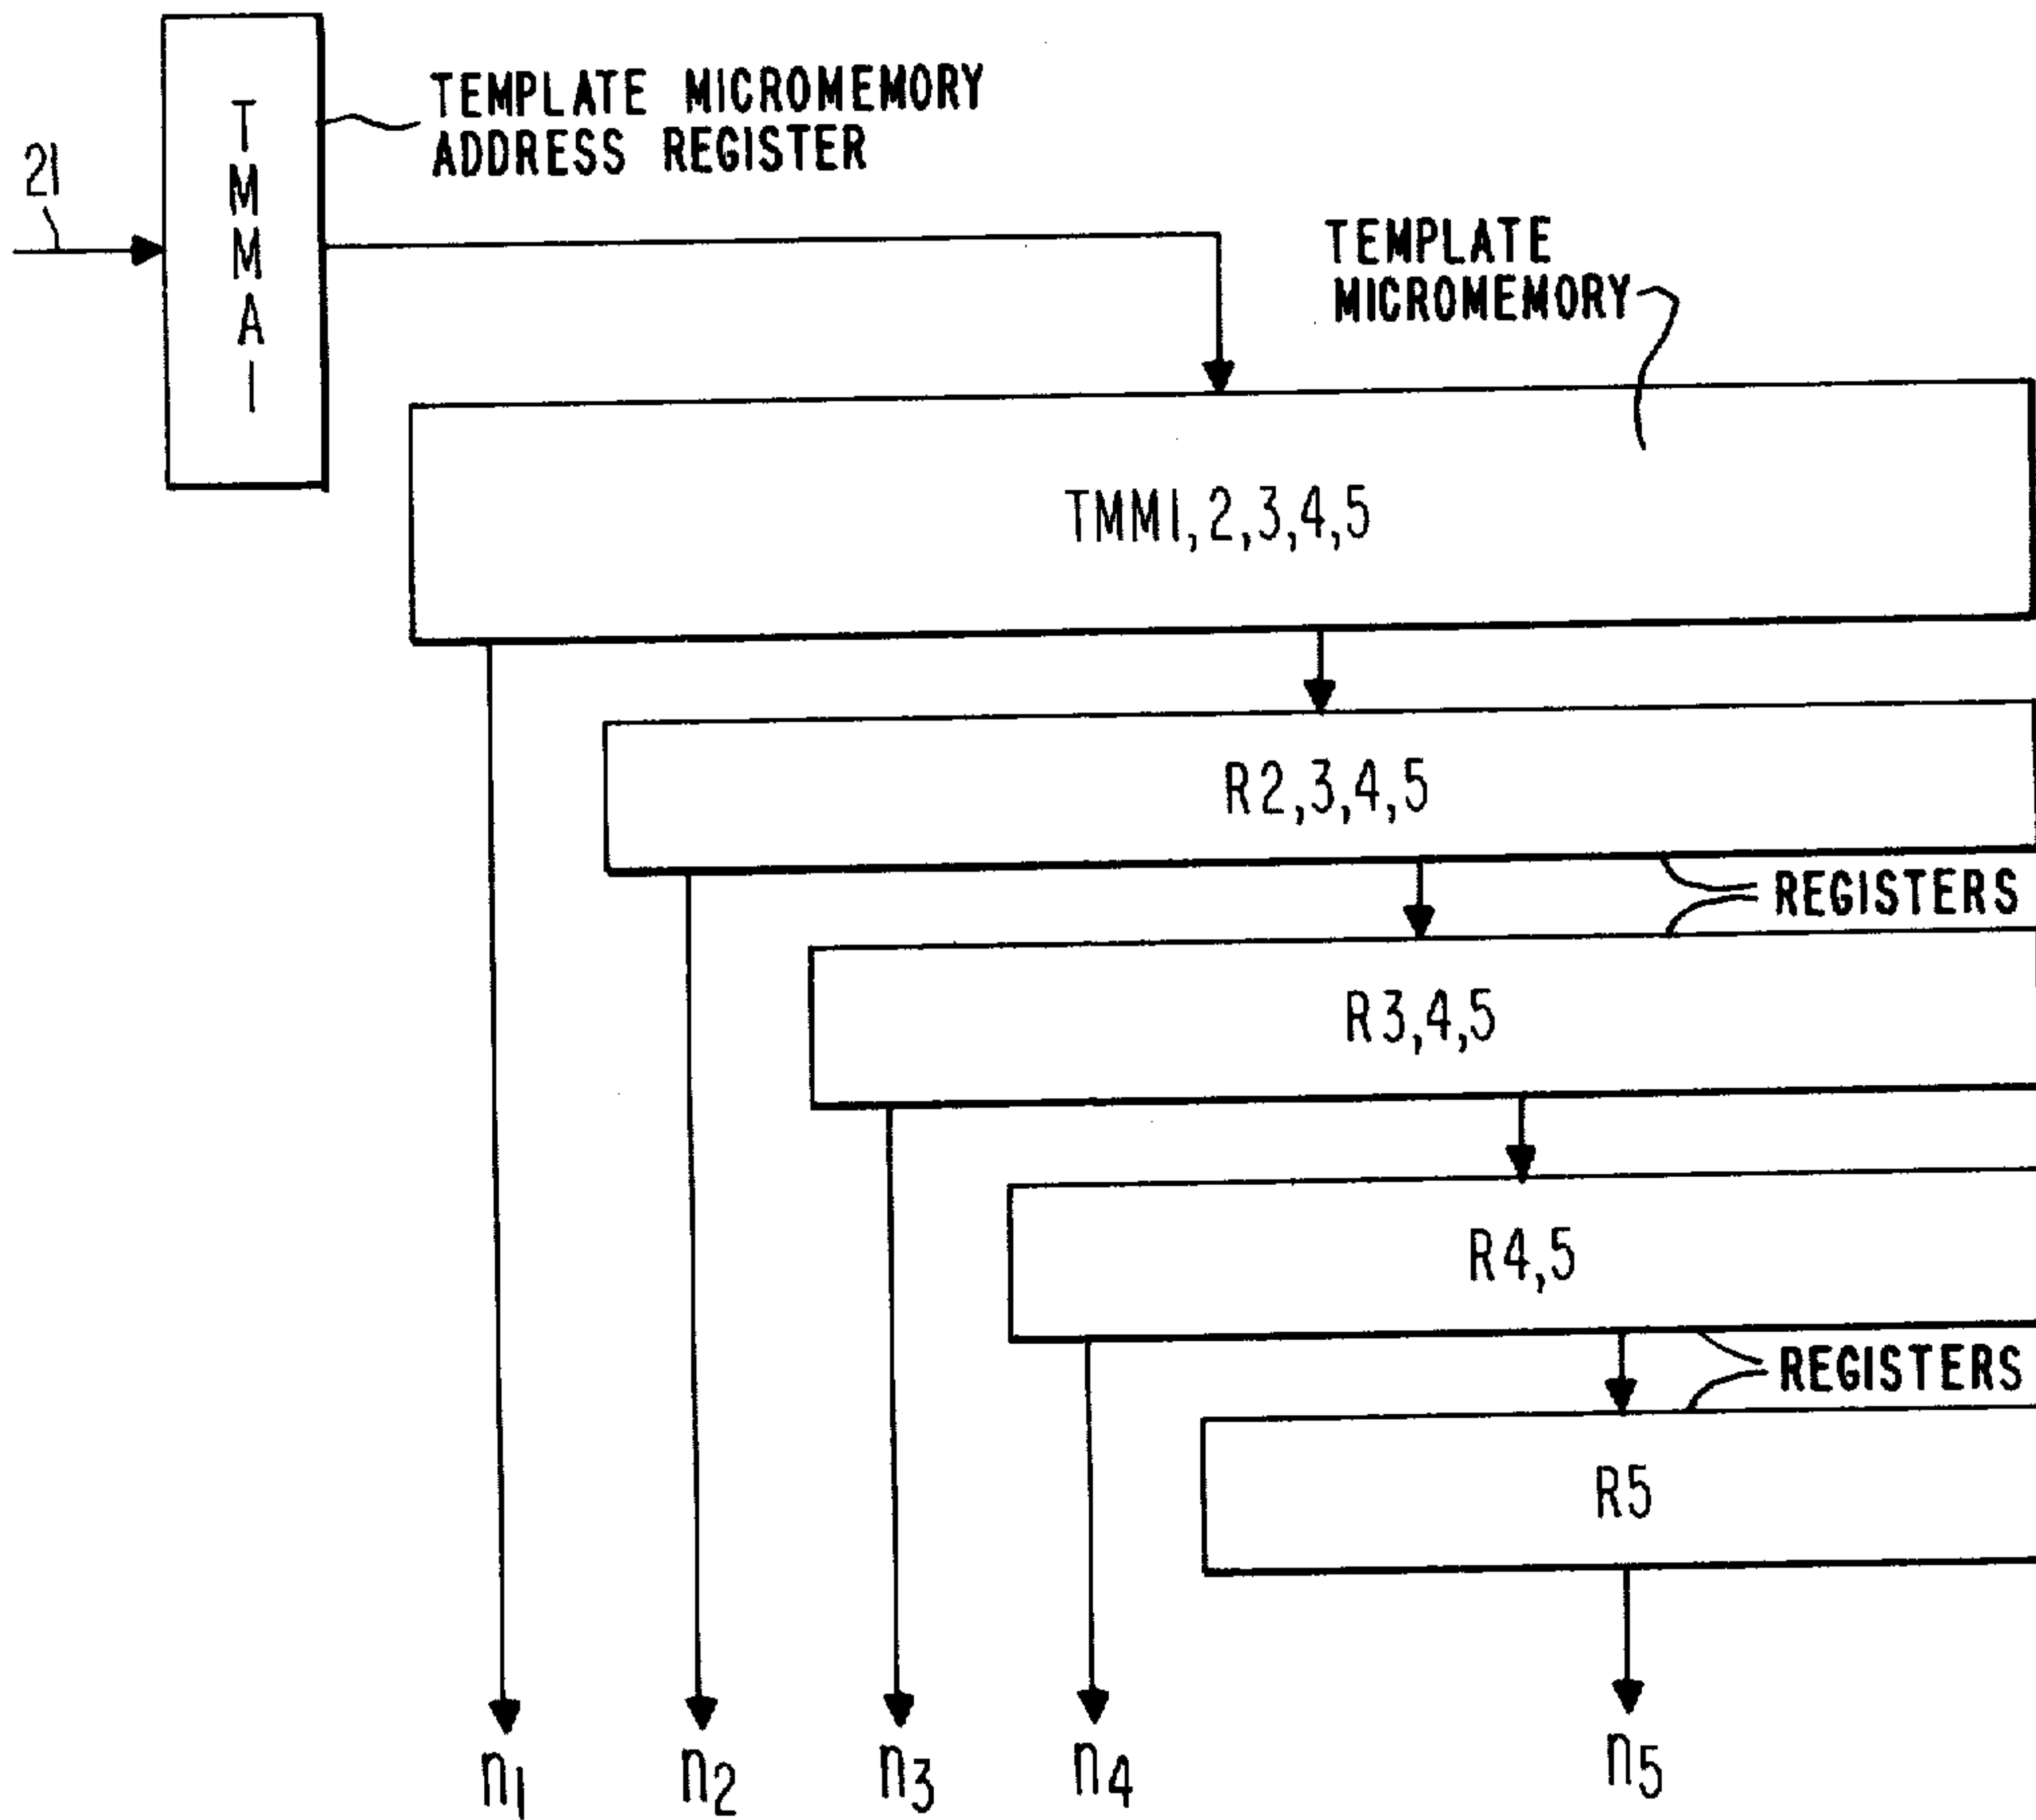 TEMPLATE MICROMEMORY
ADDRESS REGISTER
21
TMMA1
TEMPLATE
MICROMEMORY
TMM1,2,3,4,5
R2,3,4,5
REGISTERS
R3,4,5
R4,5
REGISTERS
R5
n1 n2 n3 n4 n5